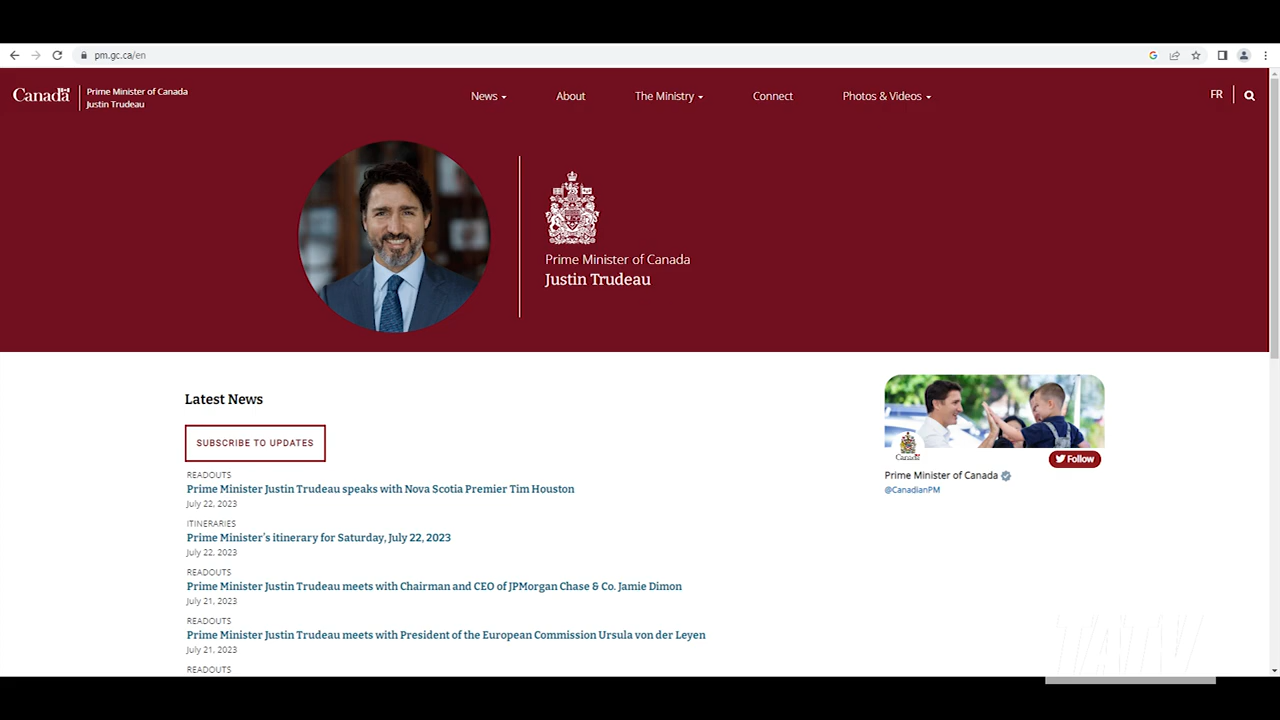 pm.gc.ca/en
Canada
Prime Minister of Canada
Justin Trudeau
News
About
The Ministry
Connect
Photos & Videos
FR
Prime Minister of Canada
Justin Trudeau
Latest News
SUBSCRIBE TO UPDATES
READOUTS
Prime Minister Justin Trudeau speaks with Nova Scotia Premier Tim Houston
July 22, 2023
ITINERARIES
Prime Minister's itinerary for Saturday, July 22, 2023
July 22, 2023
READOUTS
Prime Minister Justin Trudeau meets with Chairman and CEO of JPMorgan Chase & Co. Jamie Dimon
July 21, 2023
READOUTS
Prime Minister Justin Trudeau meets with President of the European Commission Ursula von der Leyen
July 21, 2023
READOUTS
Canada
Follow
Prime Minister of Canada
@CanadianPM
TATV